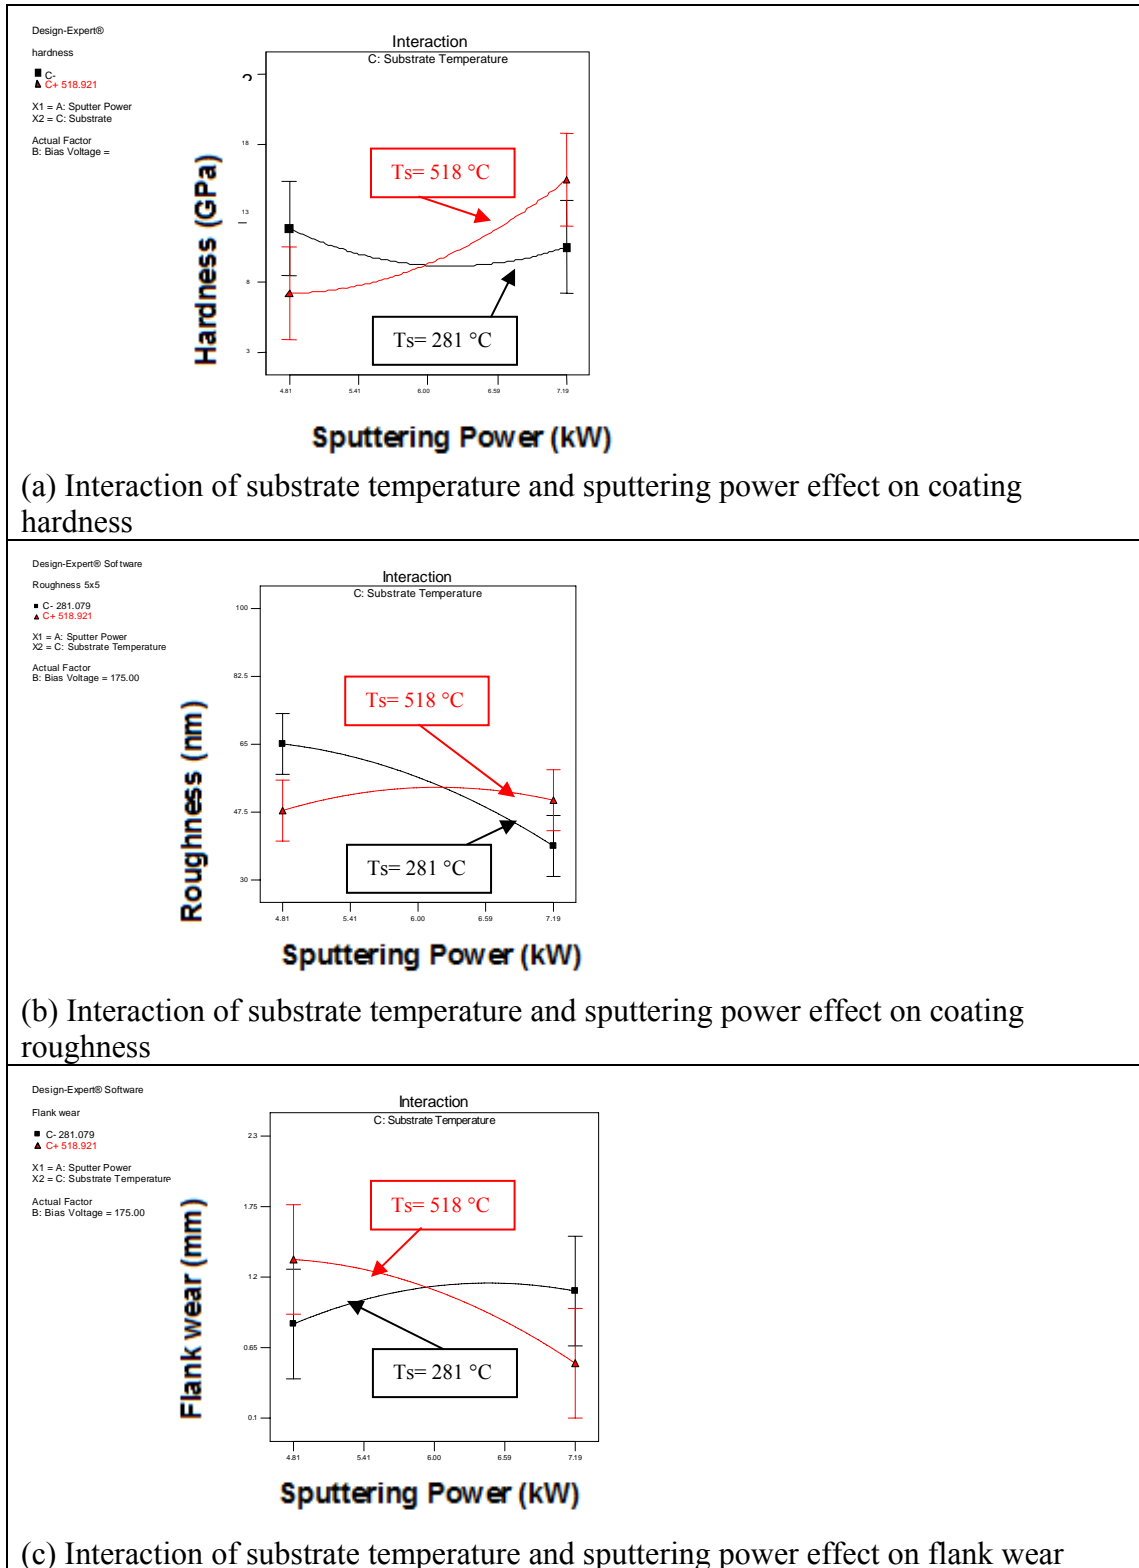 Design-Expert®
hardness
C-
C+ 518.921
X1 = A: Sputter Power
X2 = C: Substrate
Actual Factor
B: Bias Voltage =
Interaction
C: Substrate Temperature
18
13
8
3
Hardness (GPa)
Ts= 518 °C
Ts= 281 °C
4.81 5.41 6.00 6.59 7.19
Sputtering Power (kW)
(a) Interaction of substrate temperature and sputtering power effect on coating
hardness
Design-Expert® Software
Roughness 5x5
C- 281.079
C+ 518.921
X1 = A: Sputter Power
X2 = C: Substrate Temperature
Actual Factor
B: Bias Voltage = 175.00
Interaction
C: Substrate Temperature
100
82.5
65
47.5
30
Roughness (nm)
Ts= 518 °C
Ts= 281 °C
4.81 5.41 6.00 6.59 7.19
Sputtering Power (kW)
(b) Interaction of substrate temperature and sputtering power effect on coating
roughness
Design-Expert® Software
Flank wear
C- 281.079
C+ 518.921
X1 = A: Sputter Power
X2 = C: Substrate Temperature
Actual Factor
B: Bias Voltage = 175.00
Interaction
C: Substrate Temperature
2.3
1.75
1.2
0.65
0.1
Flank wear (mm)
Ts= 518 °C
Ts= 281 °C
4.81 5.41 6.00 6.59 7.19
Sputtering Power (kW)
(c) Interaction of substrate temperature and sputtering power effect on flank wear